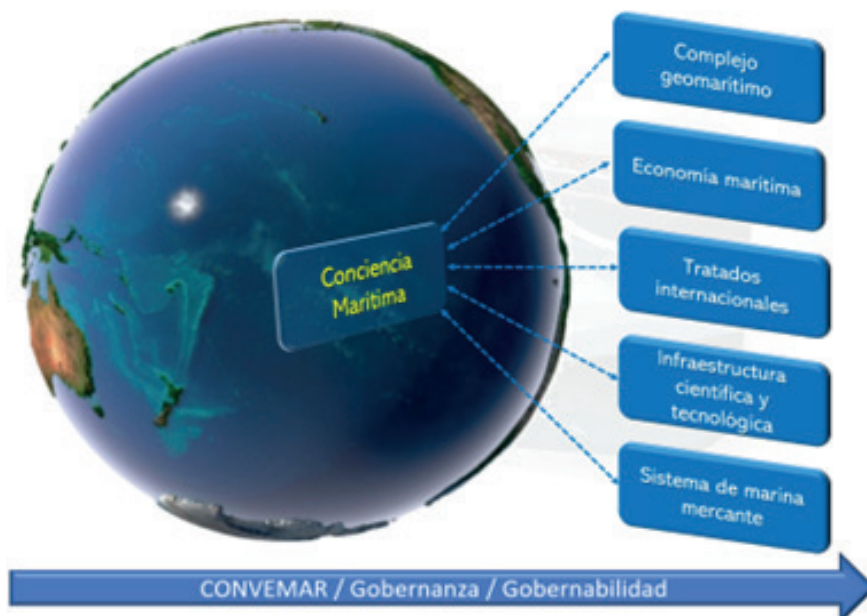 Complejo
geomarítimo
Economía marítima
Conciencia
Marítima
Tratados
internacionales
Infraestructura
científica y
tecnológica
Sistema de marina
mercante
CONVEMAR / Gobernanza / Gobernabilidad